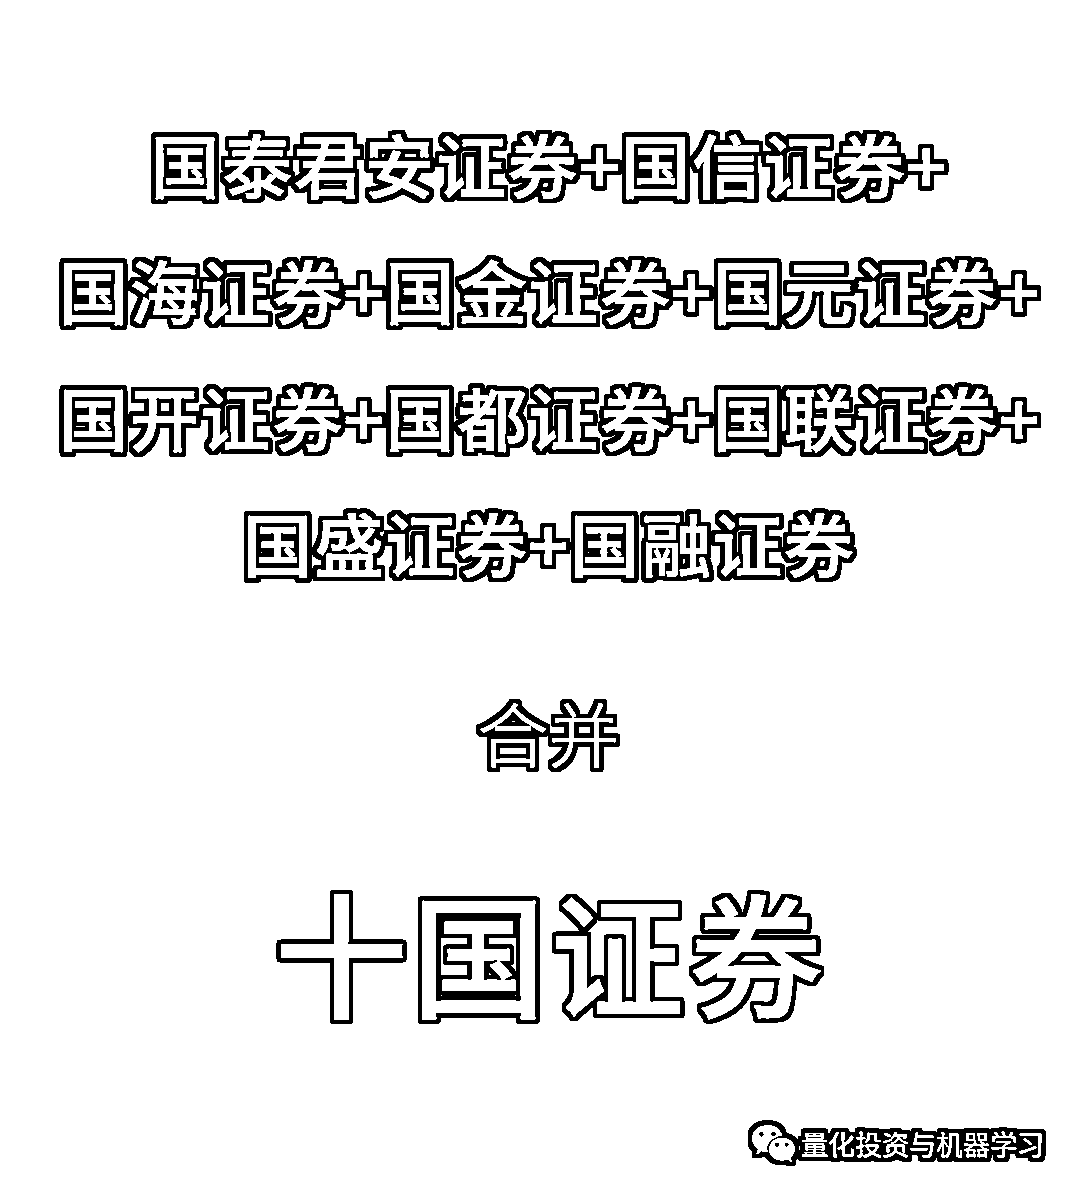 国泰君安证券+国信证券+
国海证券+国金证券+国元证券+
国开证券+国都证券+国联证券+
国盛证券+国融证券
合并
十国证券
量化投资与机器学习